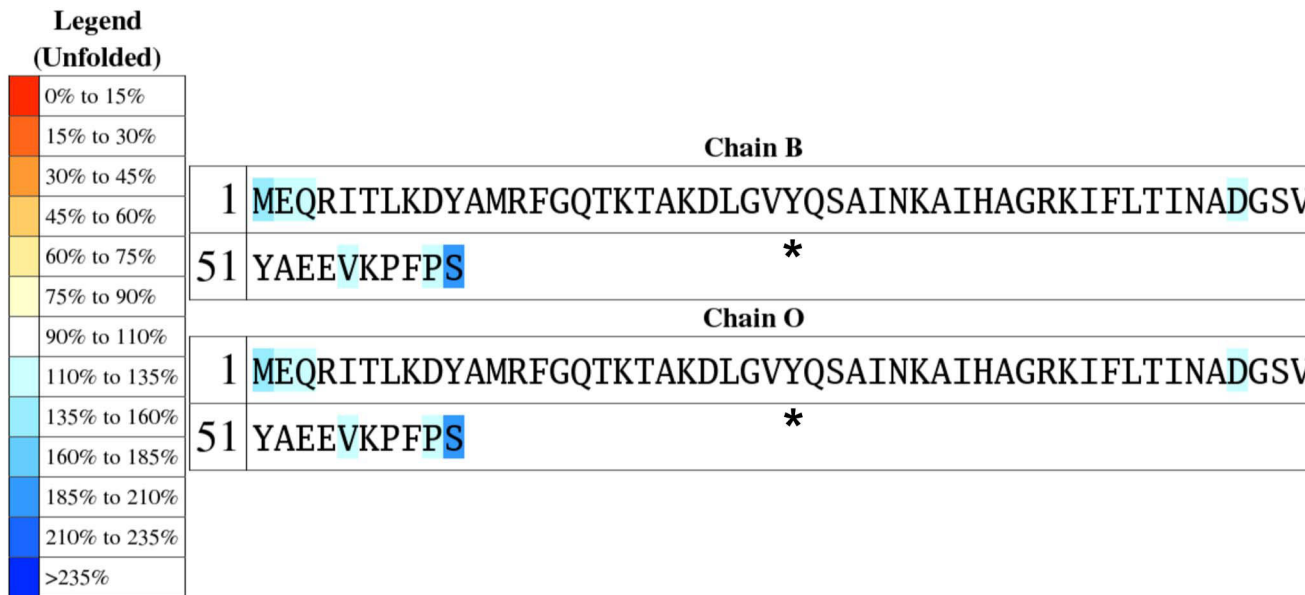 Legend
(Unfolded)
0% to 15%
15% to 30%
30% to 45%
45% to 60%
60% to 75%
75% to 90%
90% to 110%
110% to 135%
135% to 160%
160% to 185%
185% to 210%
210% to 235%
>235%
Chain B
1 MEQRITLKDYAMRFGQTKTAKDLGVYQSAINKAIHAGRKIFLTINADGSV
*
51 YAEEVKPFPS
Chain O
1 MEQRITLKDYAMRFGQTKTAKDLGVYQSAINKAIHAGRKIFLTINADGSV
*
51 YAEEVKPFPS